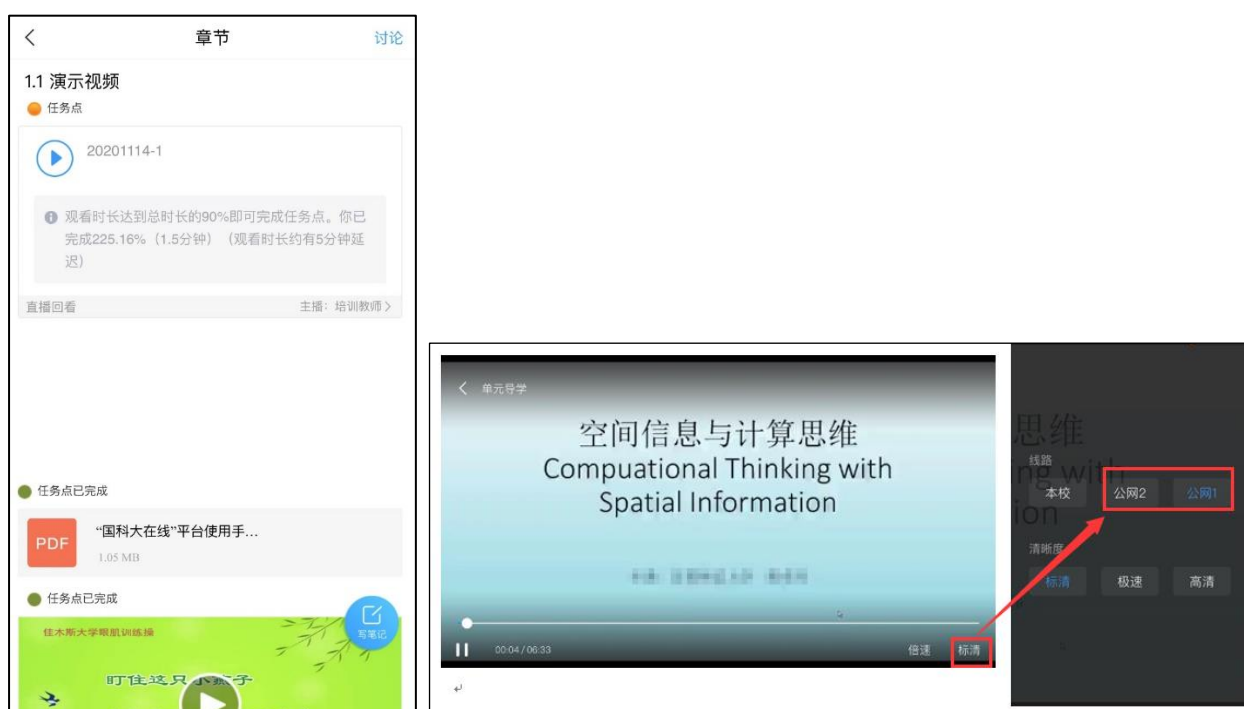 章节
讨论
1.1 演示视频
任务点
20201114-1
观看时长达到总时长的90%即可完成任务点。你已
完成225.16%（1.5分钟）（观看时长约有5分钟延
迟）
直播回看
主播：培训教师
任务点已完成
PDF
“国科大在线”平台使用手...
1.05 MB
任务点已完成
佳木斯大学眼肌训练操
写笔记
盯住这只小燕子
单元导学
空间信息与计算思维
Compuational Thinking with
Spatial Information
00:04 / 06:33
倍速
标清
思维
ng with
ion
线路
本校
公网2
公网1
清晰度
标清
极速
高清